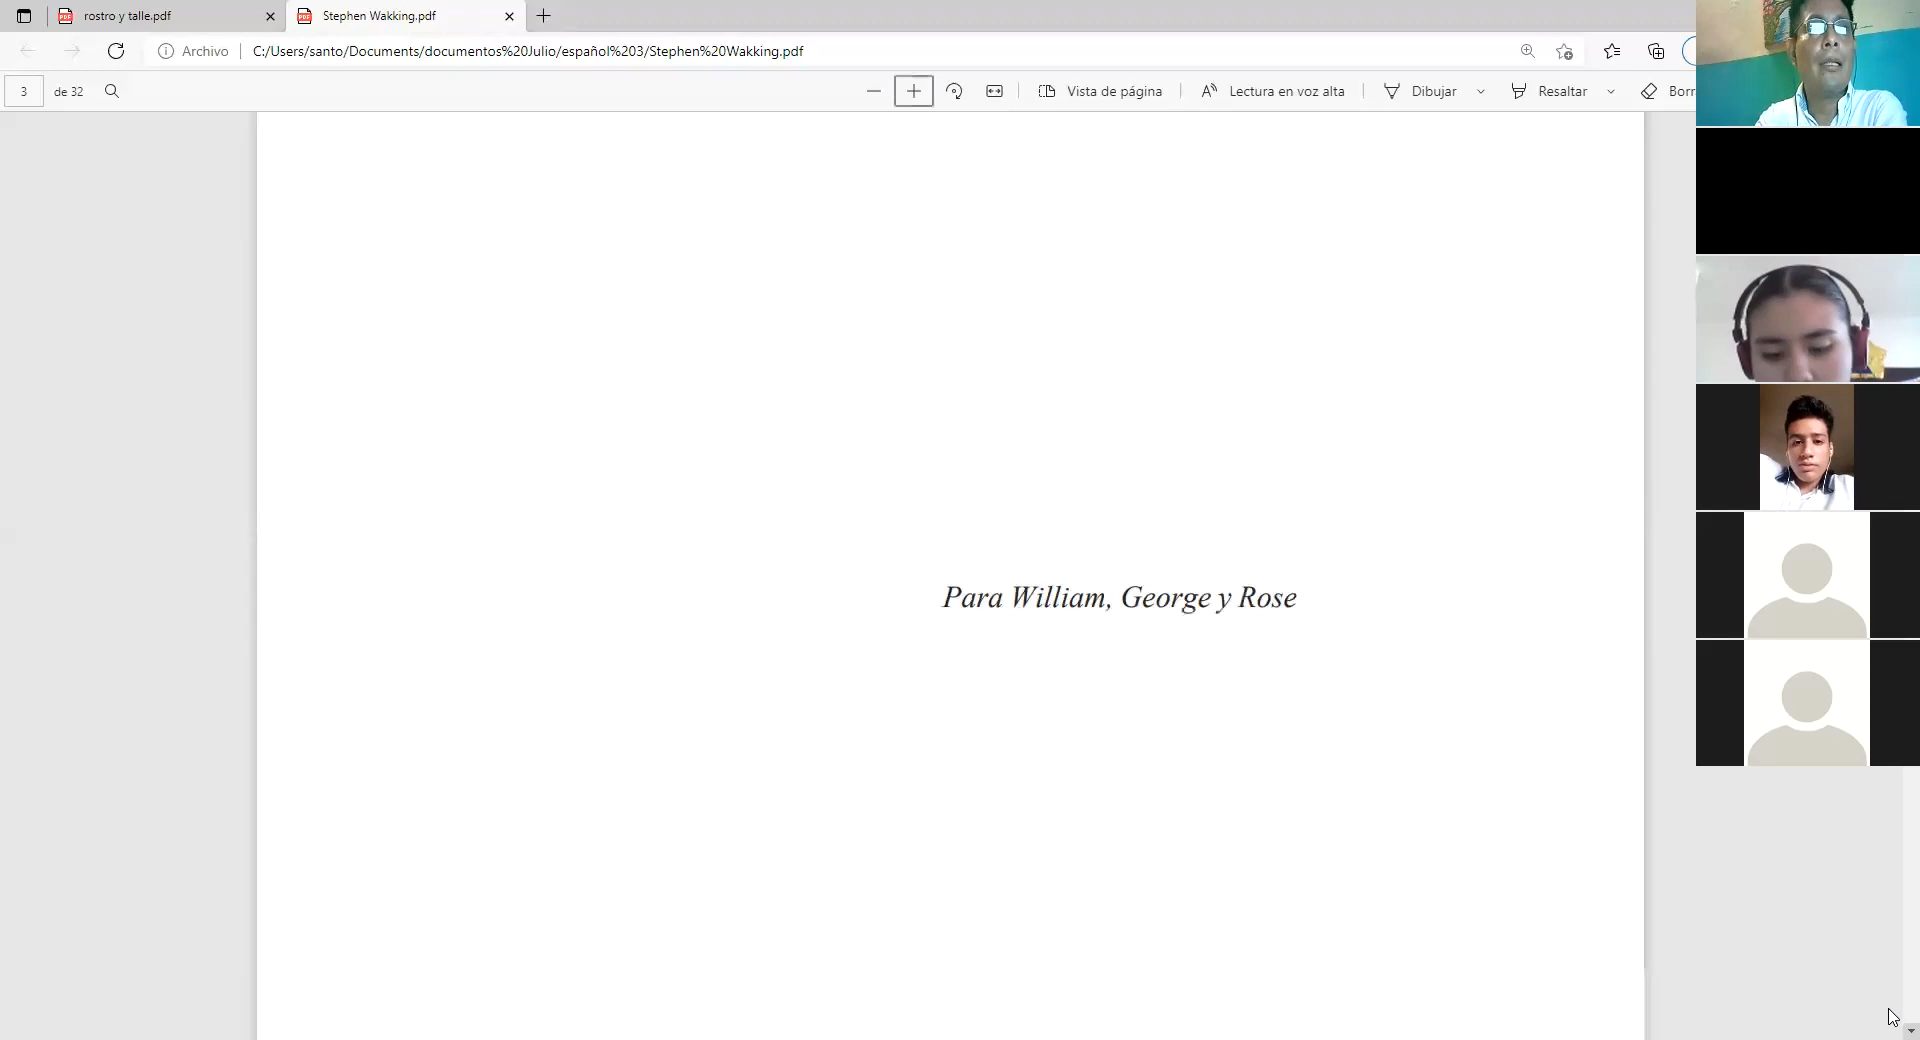 rostro y talle.pdf
Stephen Wakking.pdf
Archivo
C:/Users/santo/Documents/documentos%20Julio/español%203/Stephen%20Wakking.pdf
3 de 32
Vista de página
Lectura en voz alta
Dibujar
Resaltar
Borra
Para William, George y Rose